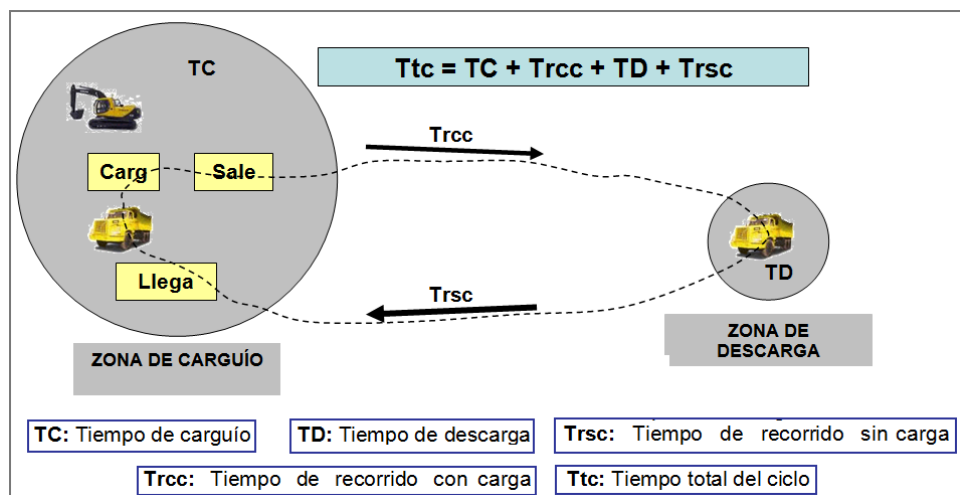 TC
Ttc = TC + Trcc + TD + Trsc
Trcc
Carg
Sale
Llega
Trsc
TD
ZONA DE CARGUÍO
ZONA DE
DESCARGA
TC: Tiempo de carguío
TD: Tiempo de descarga
Trsc: Tiempo de recorrido sin carga
Trcc: Tiempo de recorrido con carga
Ttc: Tiempo total del ciclo